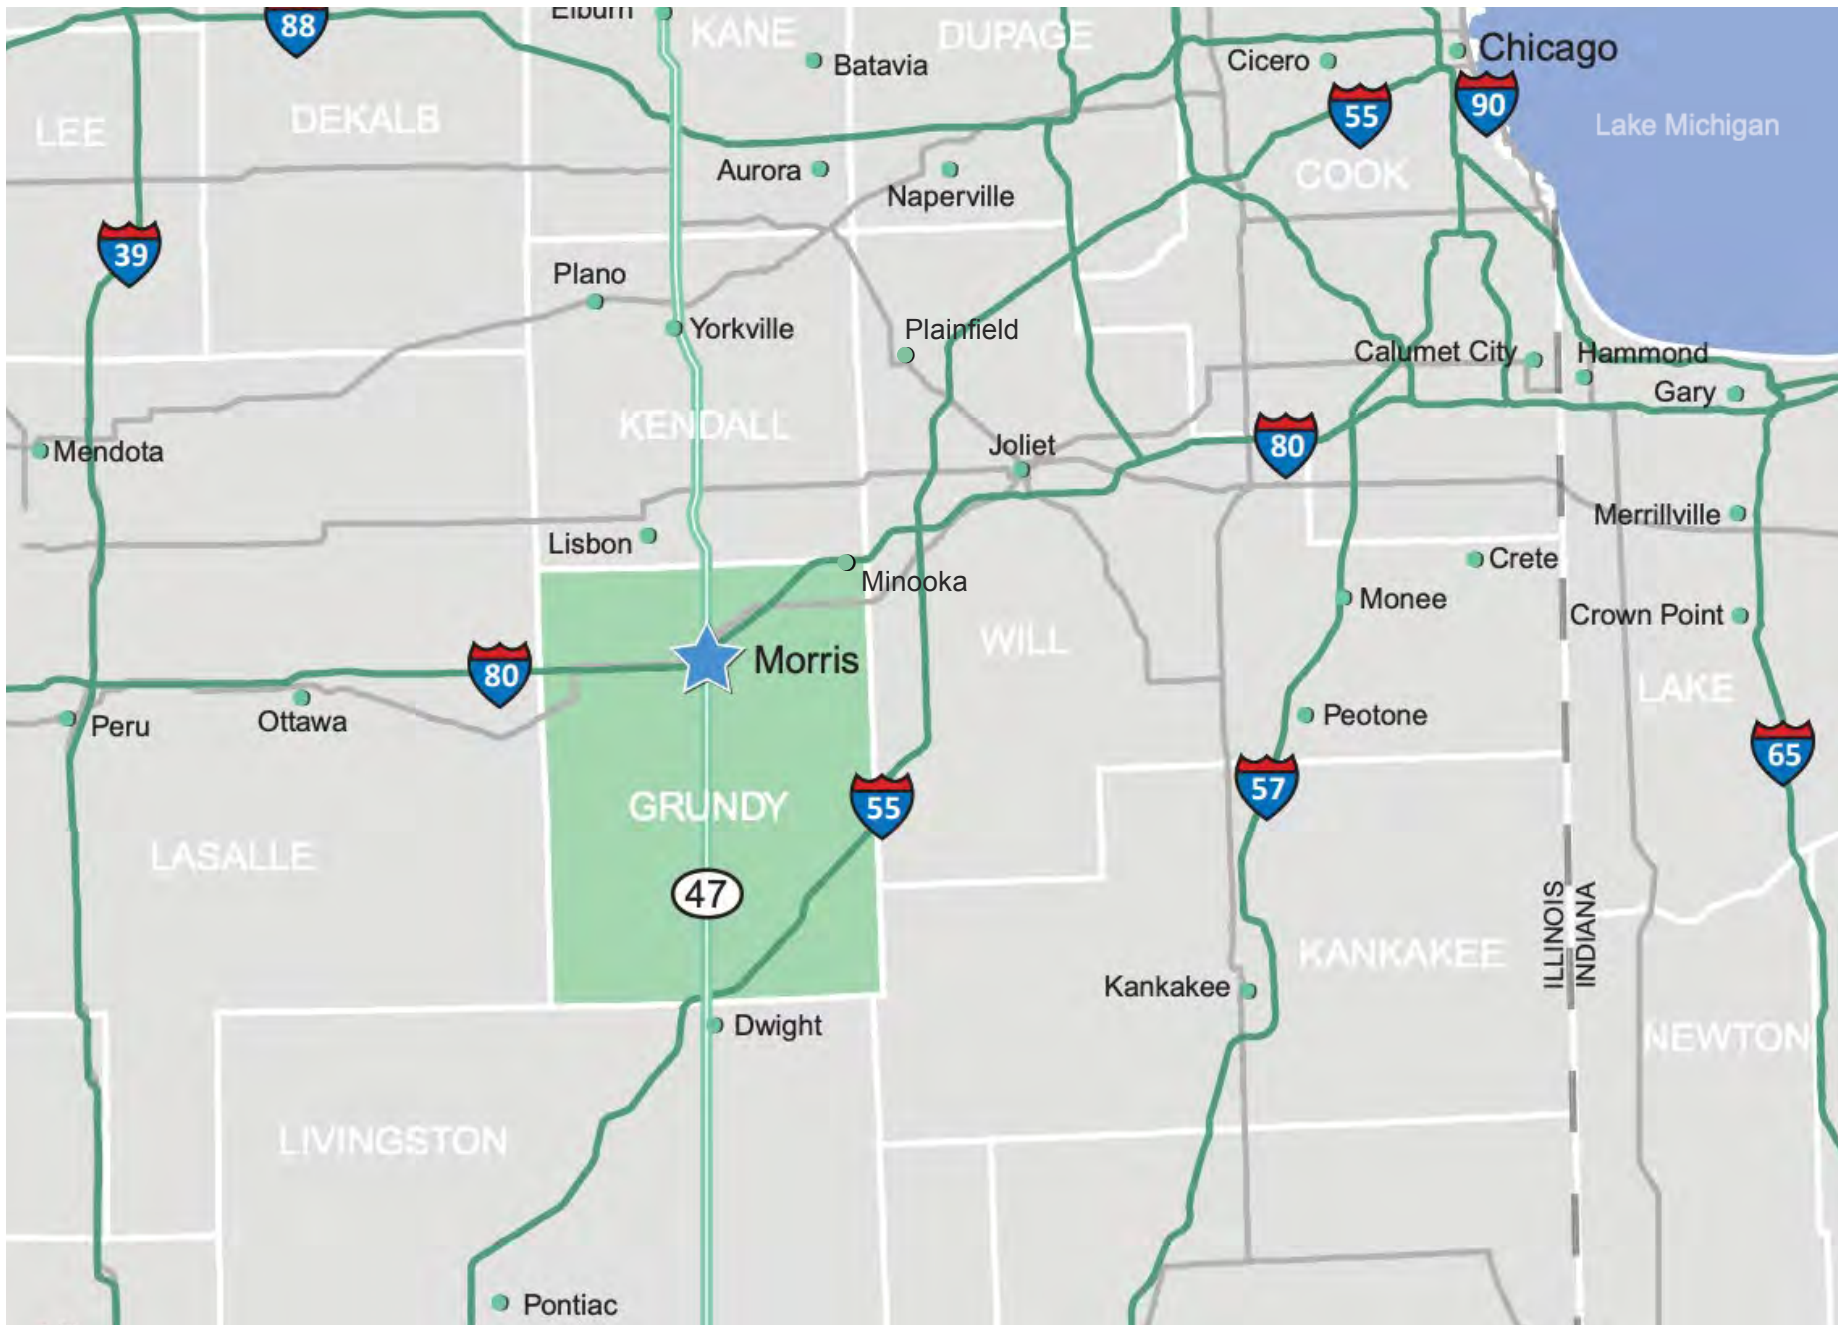 Elburn
88
KANE
DUPAGE
Chicago
Batavia
Cicero
55
90
LEE
DEKALB
Lake Michigan
Aurora
Naperville
COOK
39
Plano
Yorkville
Plainfield
Calumet City
Hammond
Gary
KENDALL
Mendota
Joliet
80
Lisbon
Merrillville
Minooka
Crete
Monee
Crown Point
WILL
Morris
80
Peru
Ottawa
LAKE
Peotone
65
57
GRUNDY
55
LASALLE
47
ILLINOIS
INDIANA
KANKAKEE
Kankakee
Dwight
NEWTON
LIVINGSTON
Pontiac